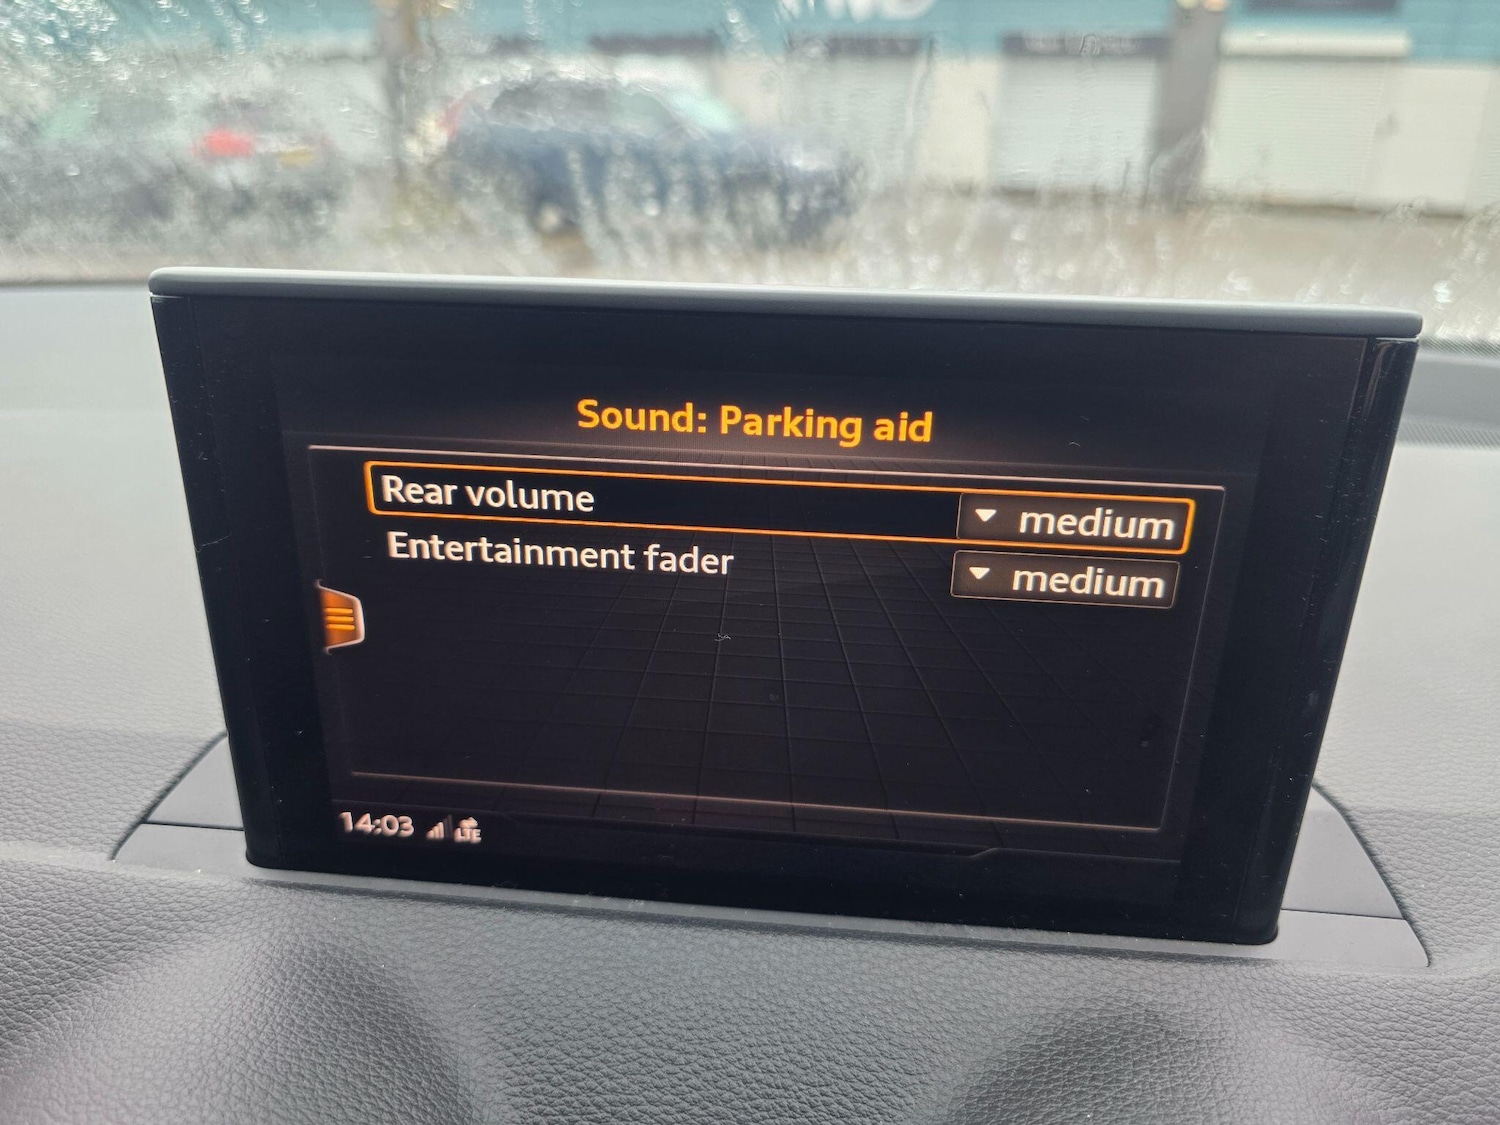 Sound: Parking aid
Rear volume medium
Entertainment fader medium
14:03 LTE